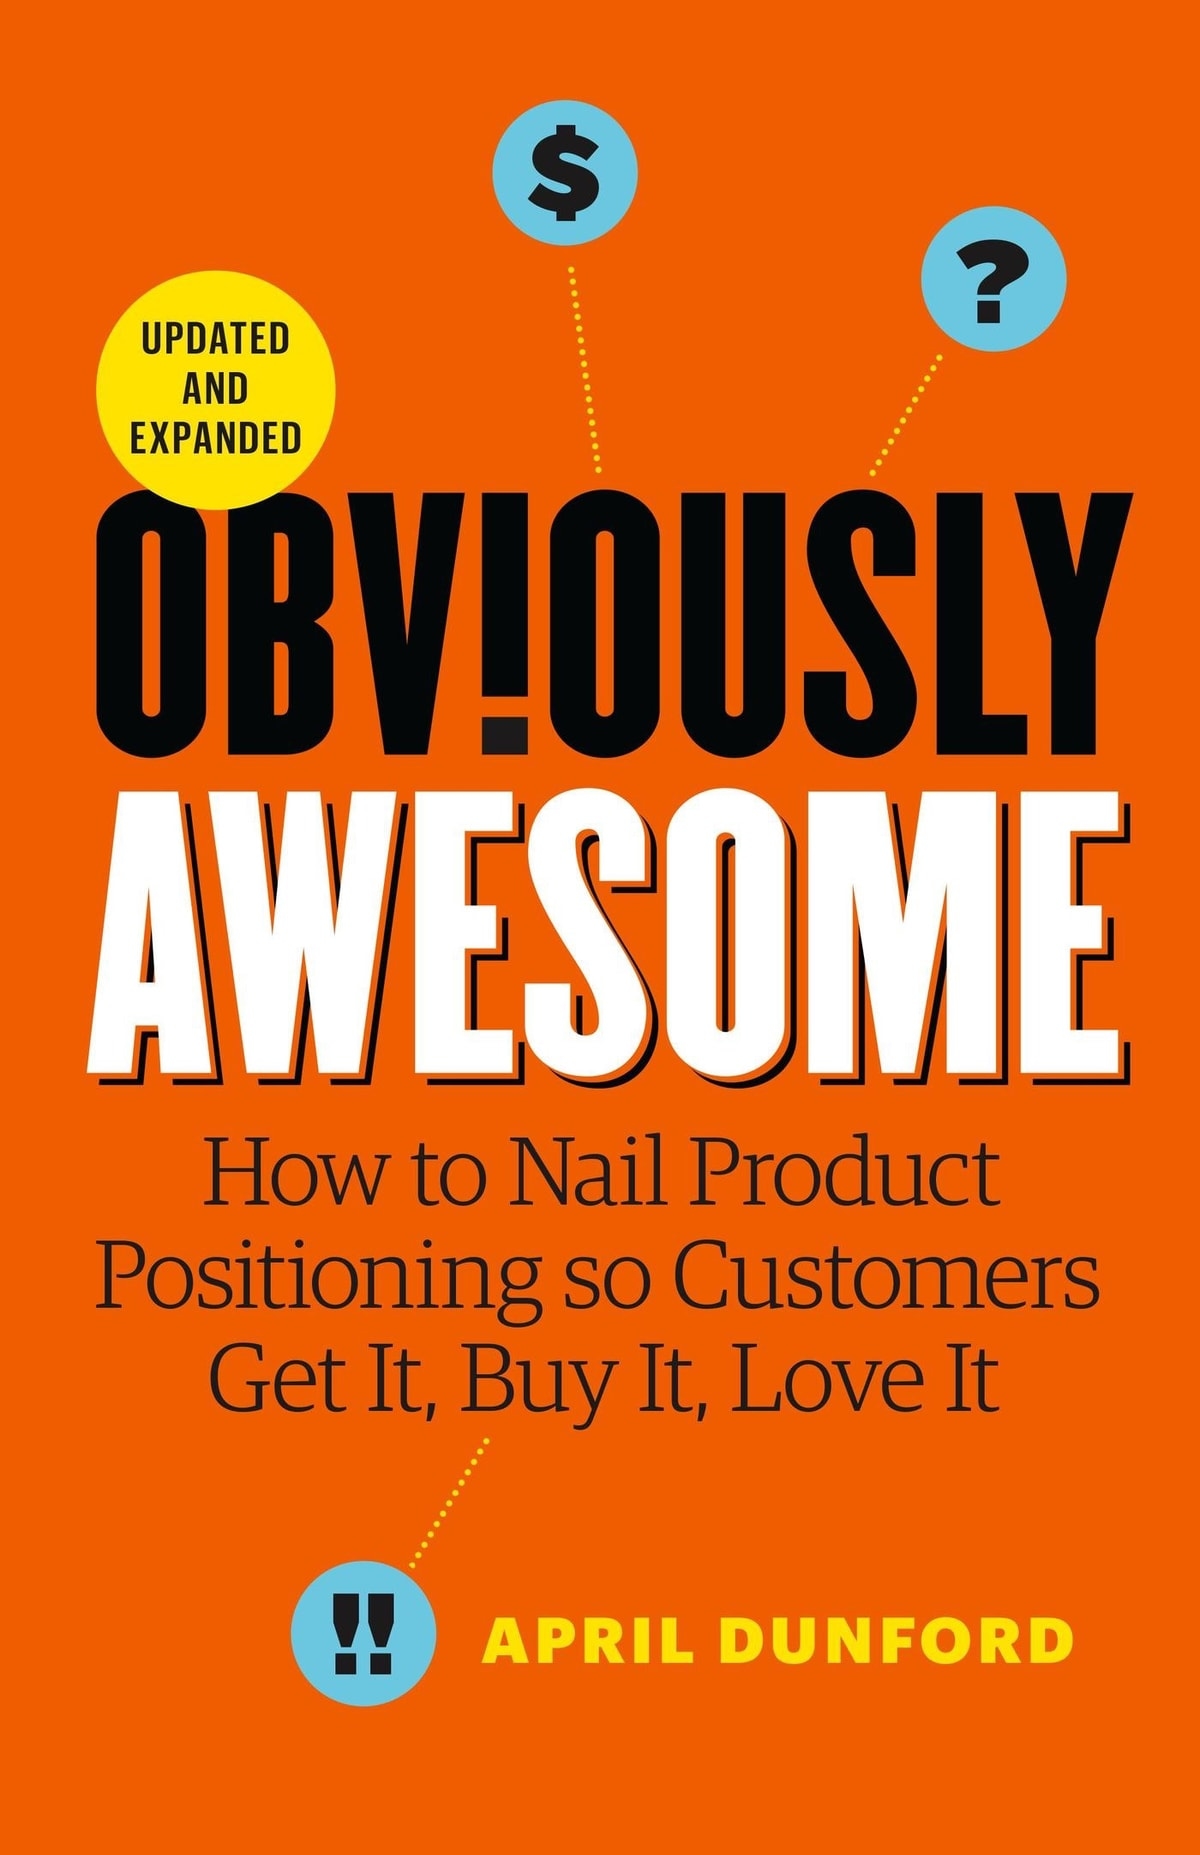 $
?
UPDATED
AND
EXPANDED
OBV!OUSLY
AWESOME
How to Nail Product
Positioning so Customers
Get It, Buy It, Love It
!!
APRIL DUNFORD